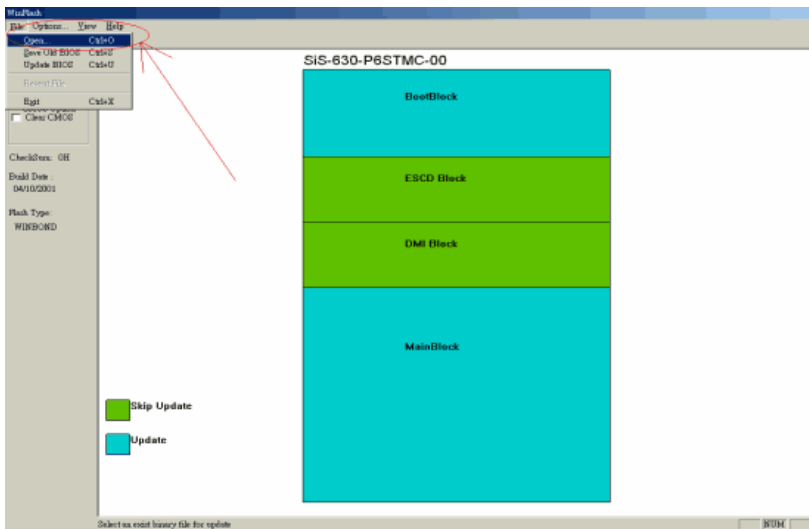 WinFlash
File Options... View Help
Open... Ctrl+O
Save Old BIOS Ctrl+S
Update BIOS Ctrl+U
Recent File
Exit Ctrl+X
Clear CMOS
CheckSum: 0H
Build Date :
04/10/2001
Flash Type:
WINBOND
SiS-630-P6STMC-00
BootBlock
ESCD Block
DMI Block
MainBlock
Skip Update
Update
Select an exist binary file for update
NUM